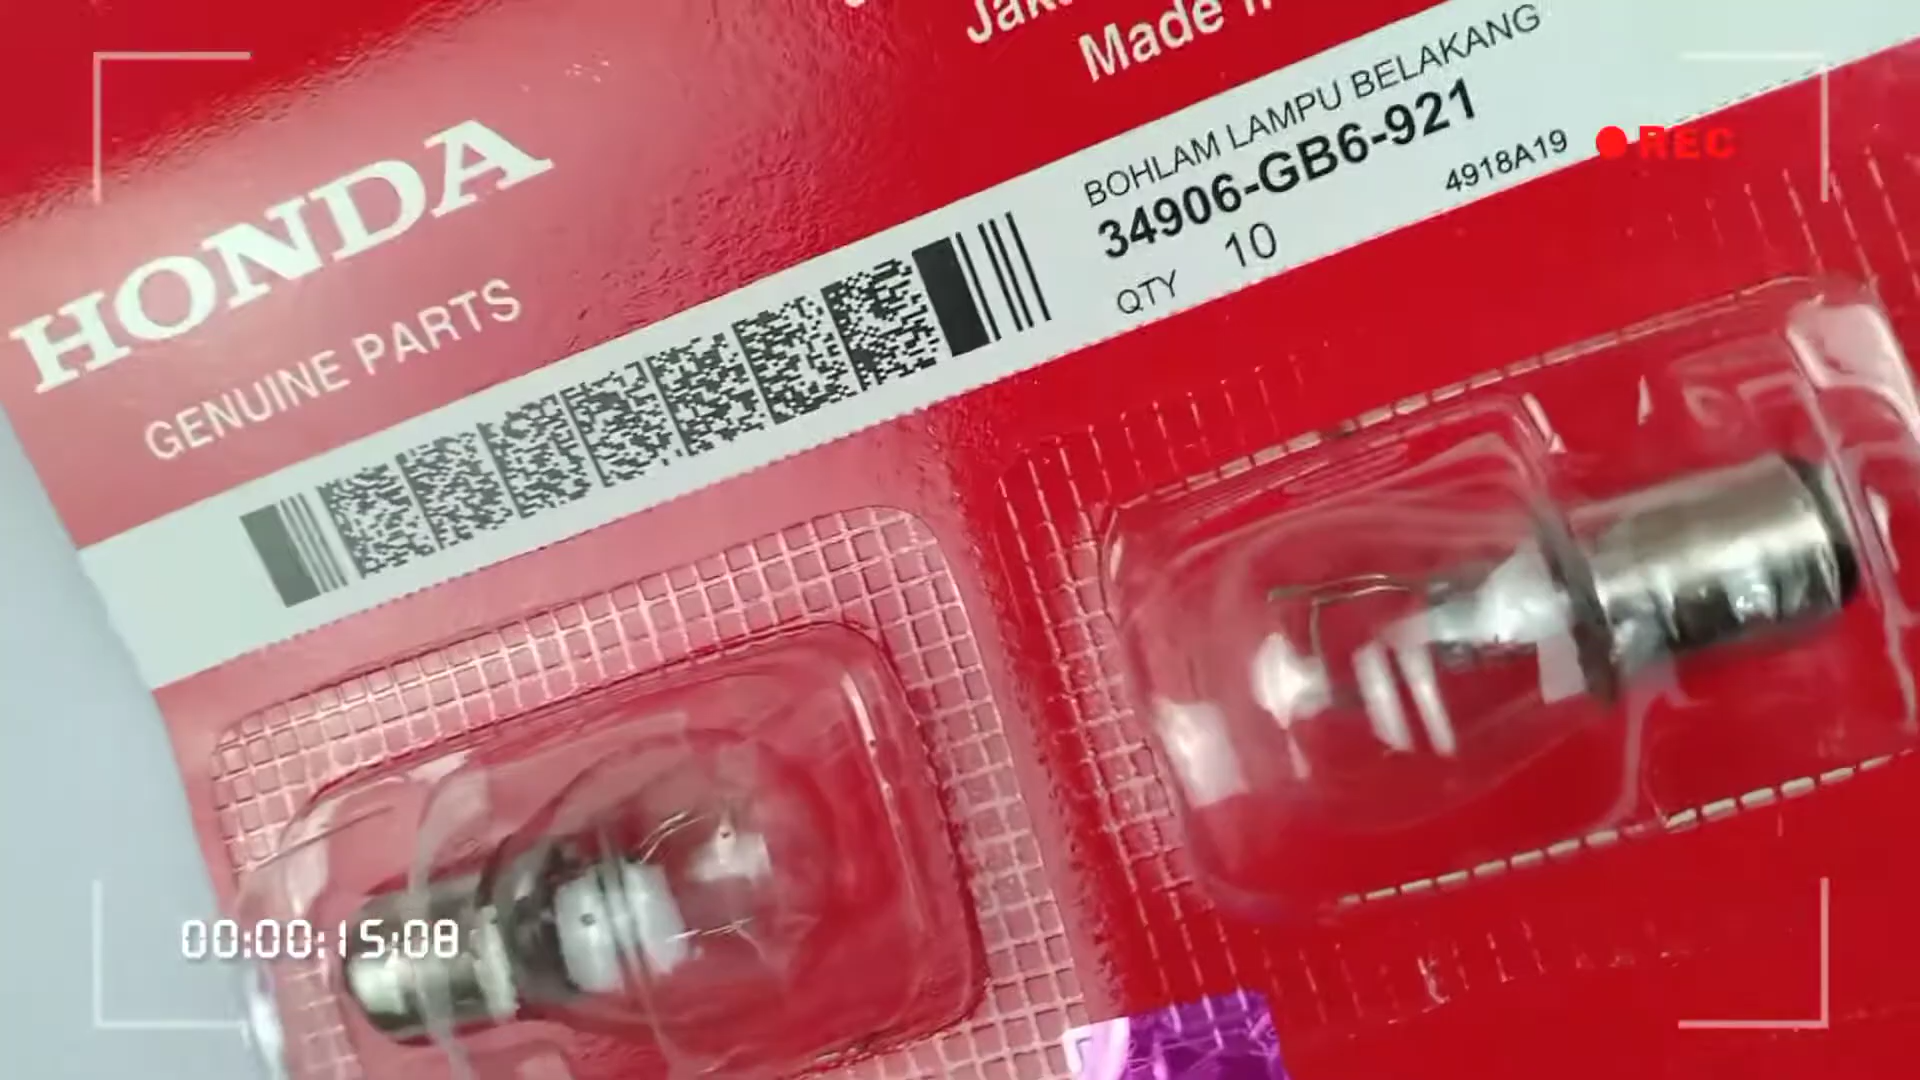 Made
HONDA
GENUINE PARTS
BOHLAM LAMPU BELAKANG
34906-GB6-921
QTY 10
4918A19
REC
00:00:15;08